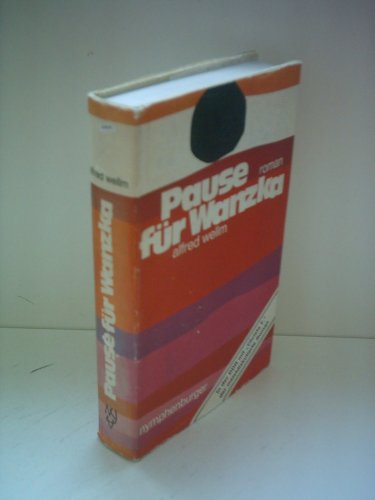 alfred wellm
Pause für Wanzka
Pause
roman
für Wanzka
alfred wellm
nymphenburger